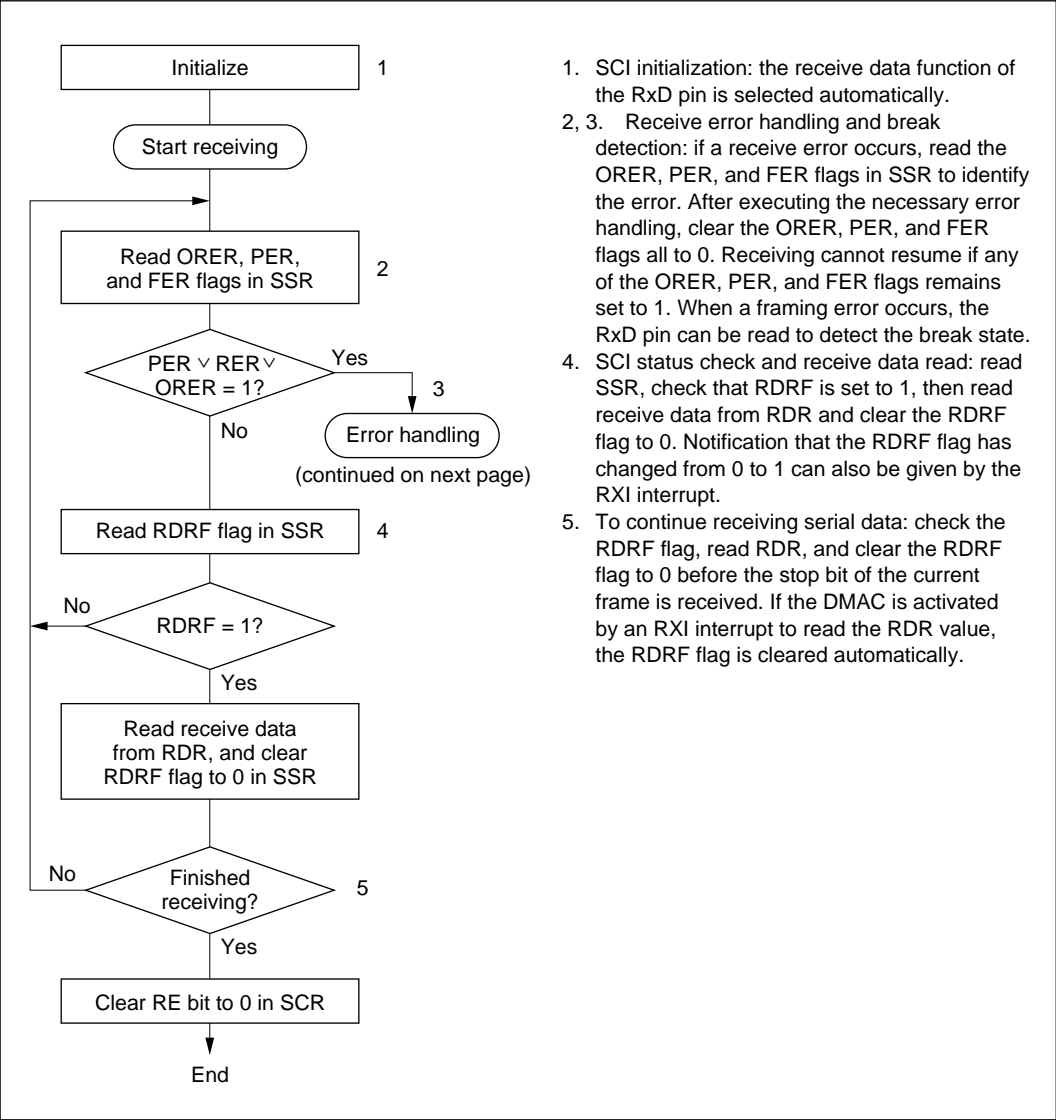 Initialize
1
Start receiving
Read ORER, PER,
and FER flags in SSR
2
PER ∨ RER ∨
ORER = 1?
Yes
3
No
Error handling
(continued on next page)
Read RDRF flag in SSR
4
No
RDRF = 1?
Yes
Read receive data
from RDR, and clear
RDRF flag to 0 in SSR
No
Finished
receiving?
5
Yes
Clear RE bit to 0 in SCR
End
1. SCI initialization: the receive data function of
the RxD pin is selected automatically.
2, 3. Receive error handling and break
detection: if a receive error occurs, read the
ORER, PER, and FER flags in SSR to identify
the error. After executing the necessary error
handling, clear the ORER, PER, and FER
flags all to 0. Receiving cannot resume if any
of the ORER, PER, and FER flags remains
set to 1. When a framing error occurs, the
RxD pin can be read to detect the break state.
4. SCI status check and receive data read: read
SSR, check that RDRF is set to 1, then read
receive data from RDR and clear the RDRF
flag to 0. Notification that the RDRF flag has
changed from 0 to 1 can also be given by the
RXI interrupt.
5. To continue receiving serial data: check the
RDRF flag, read RDR, and clear the RDRF
flag to 0 before the stop bit of the current
frame is received. If the DMAC is activated
by an RXI interrupt to read the RDR value,
the RDRF flag is cleared automatically.